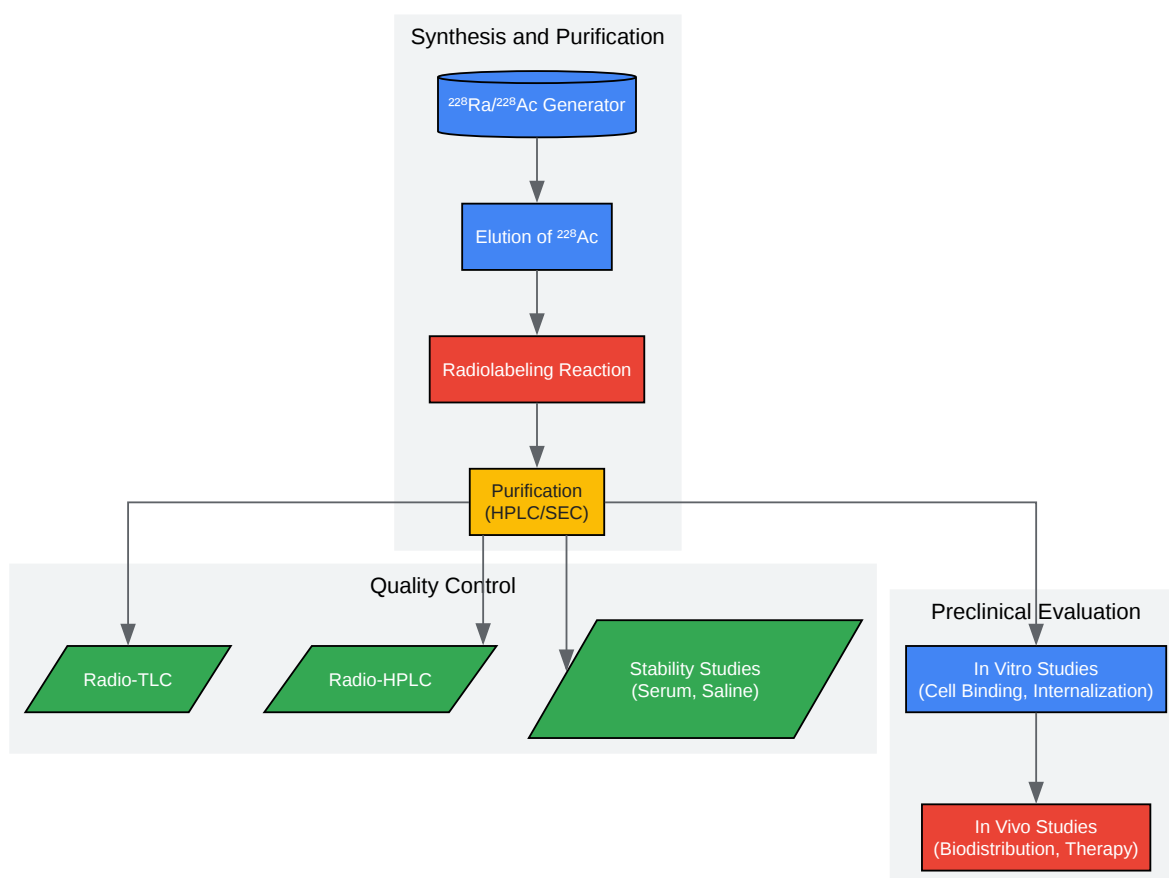 Synthesis and Purification
²²⁸Ra/²²⁸Ac Generator
Elution of ²²⁸Ac
Radiolabeling Reaction
Purification
(HPLC/SEC)
Quality Control
Radio-TLC
Radio-HPLC
Stability Studies
(Serum, Saline)
Preclinical Evaluation
In Vitro Studies
(Cell Binding, Internalization)
In Vivo Studies
(Biodistribution, Therapy)